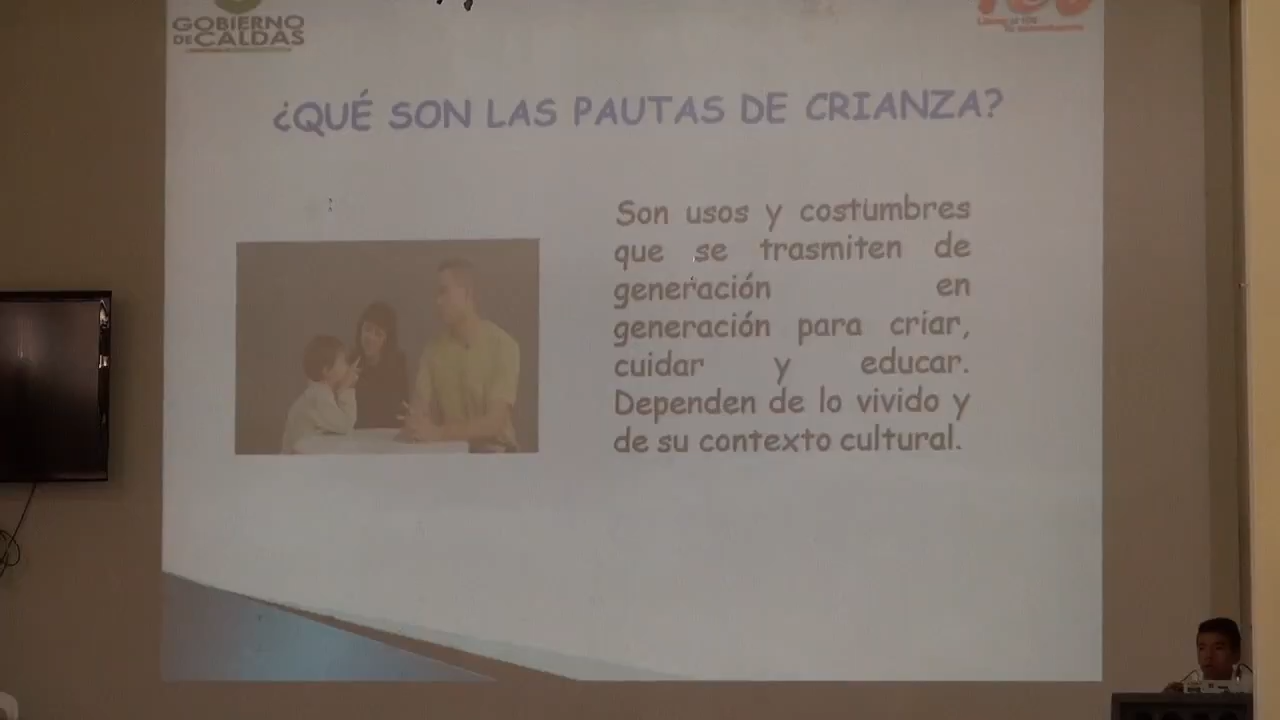 GOBIERNO
DE CALDAS
¿QUÉ SON LAS PAUTAS DE CRIANZA?
Son usos y costumbres
que se trasmiten de
generación en
generación para criar,
cuidar y educar.
Dependen de lo vivido y
de su contexto cultural.